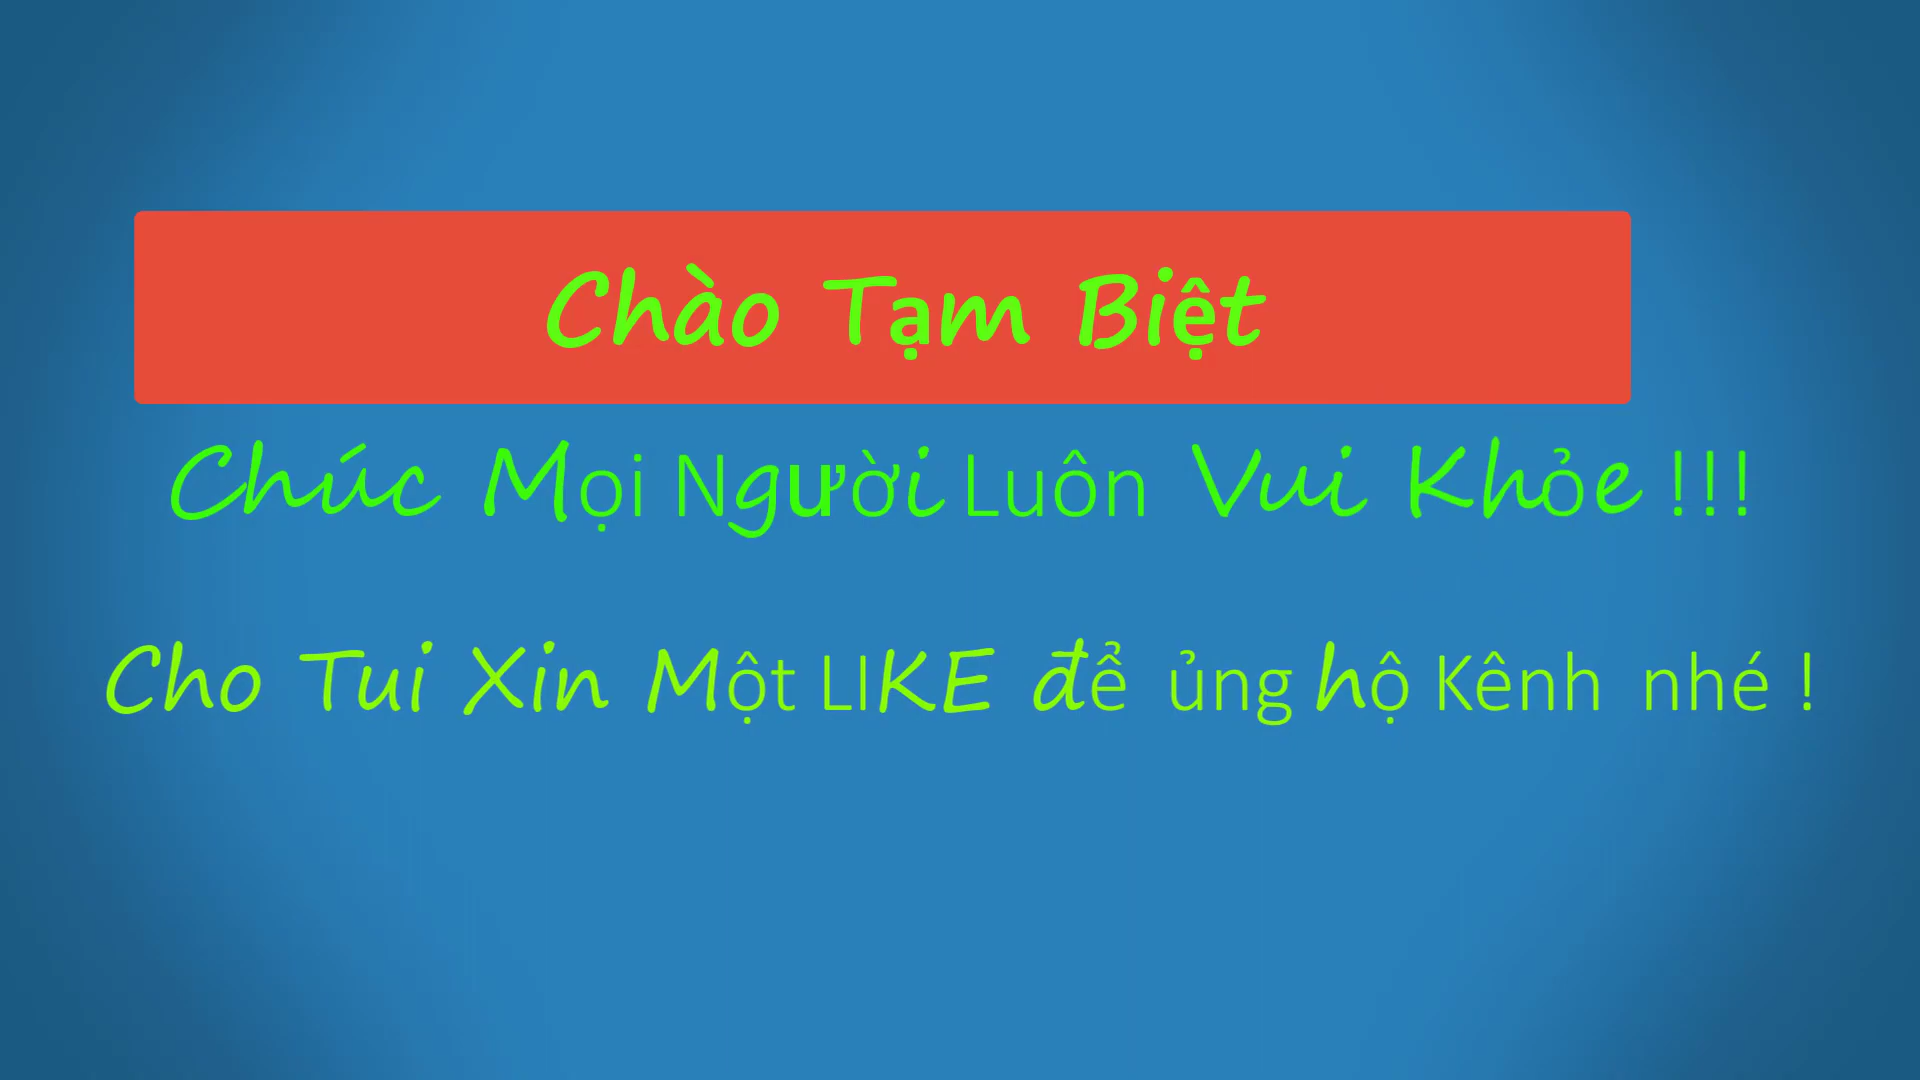 Chào Tạm Biệt
Chúc Mọi Người Luôn Vui Khỏe !!!
Cho Tui Xin Một LIKE để ủng hộ Kênh nhé !